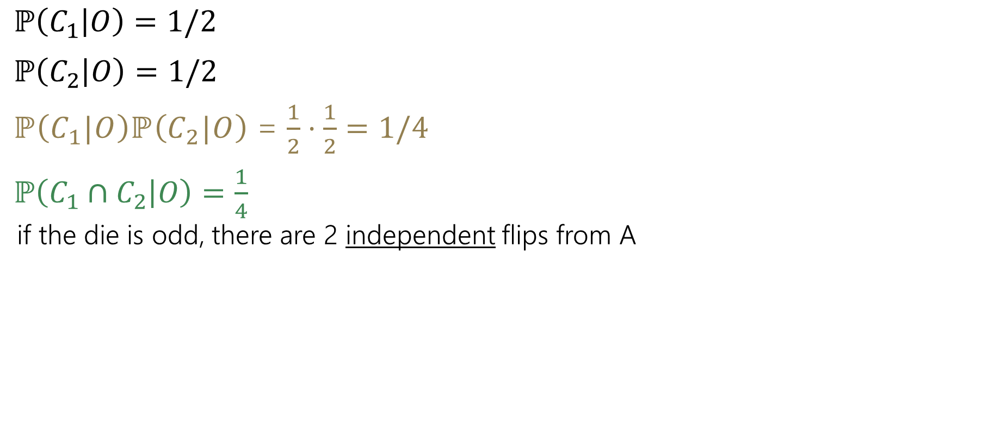 ℙ(𝐶₁|𝑂) = 1/2
ℙ(𝐶₂|𝑂) = 1/2
ℙ(𝐶₁|𝑂)ℙ(𝐶₂|𝑂) = 1/2 · 1/2 = 1/4
ℙ(𝐶₁ ∩ 𝐶₂|𝑂) = 1/4
if the die is odd, there are 2 independent flips from A